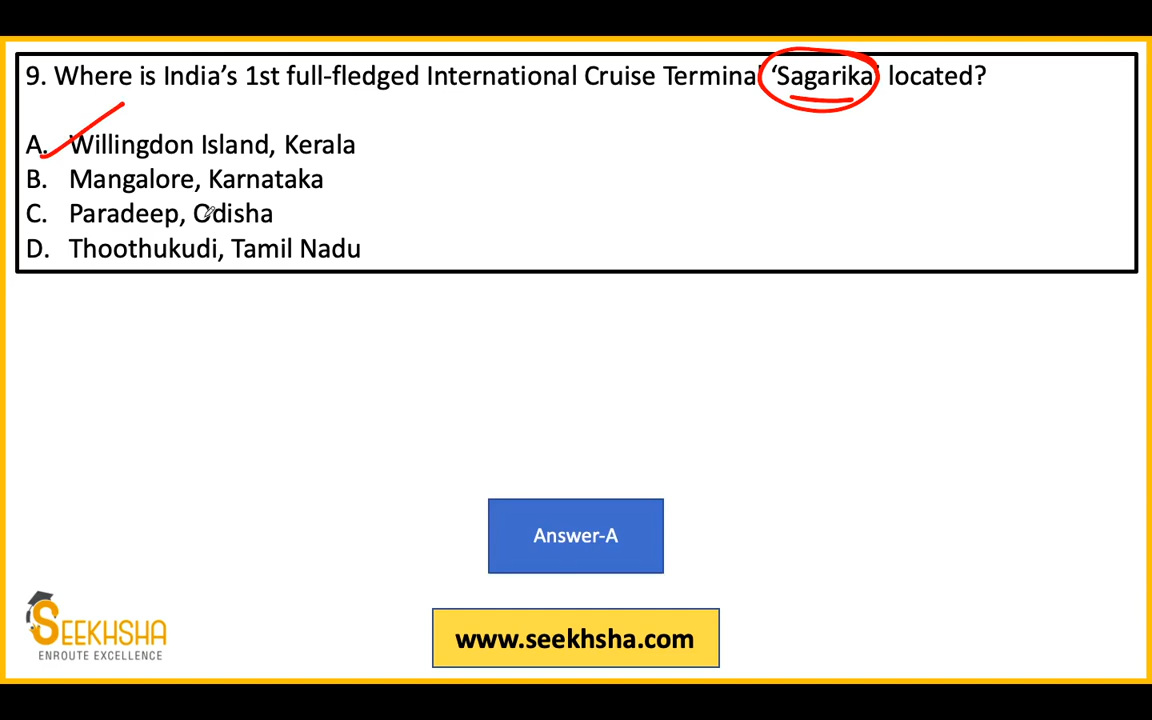 9. Where is India’s 1st full-fledged International Cruise Terminal ‘Sagarika’ located?
A. Willingdon Island, Kerala
B. Mangalore, Karnataka
C. Paradeep, Odisha
D. Thoothukudi, Tamil Nadu
Answer-A
SEEKHSHA
ENROUTE EXCELLENCE
www.seekhsha.com